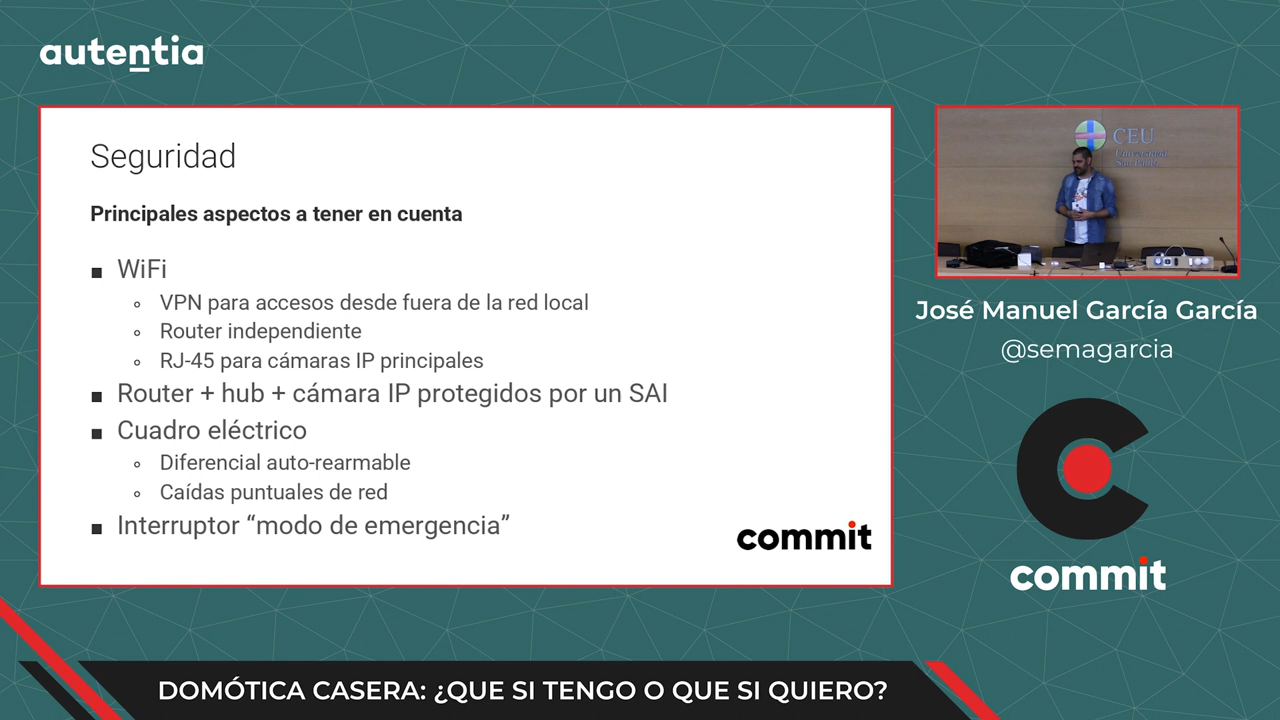 autentia
Seguridad
Principales aspectos a tener en cuenta
WiFi
VPN para accesos desde fuera de la red local
Router independiente
RJ-45 para cámaras IP principales
Router + hub + cámara IP protegidos por un SAI
Cuadro eléctrico
Diferencial auto-rearmable
Caídas puntuales de red
Interruptor “modo de emergencia”
commit
CEU
Universidad
San Pablo
José Manuel García García
@semagarcia
commit
DOMÓTICA CASERA: ¿QUE SI TENGO O QUE SI QUIERO?